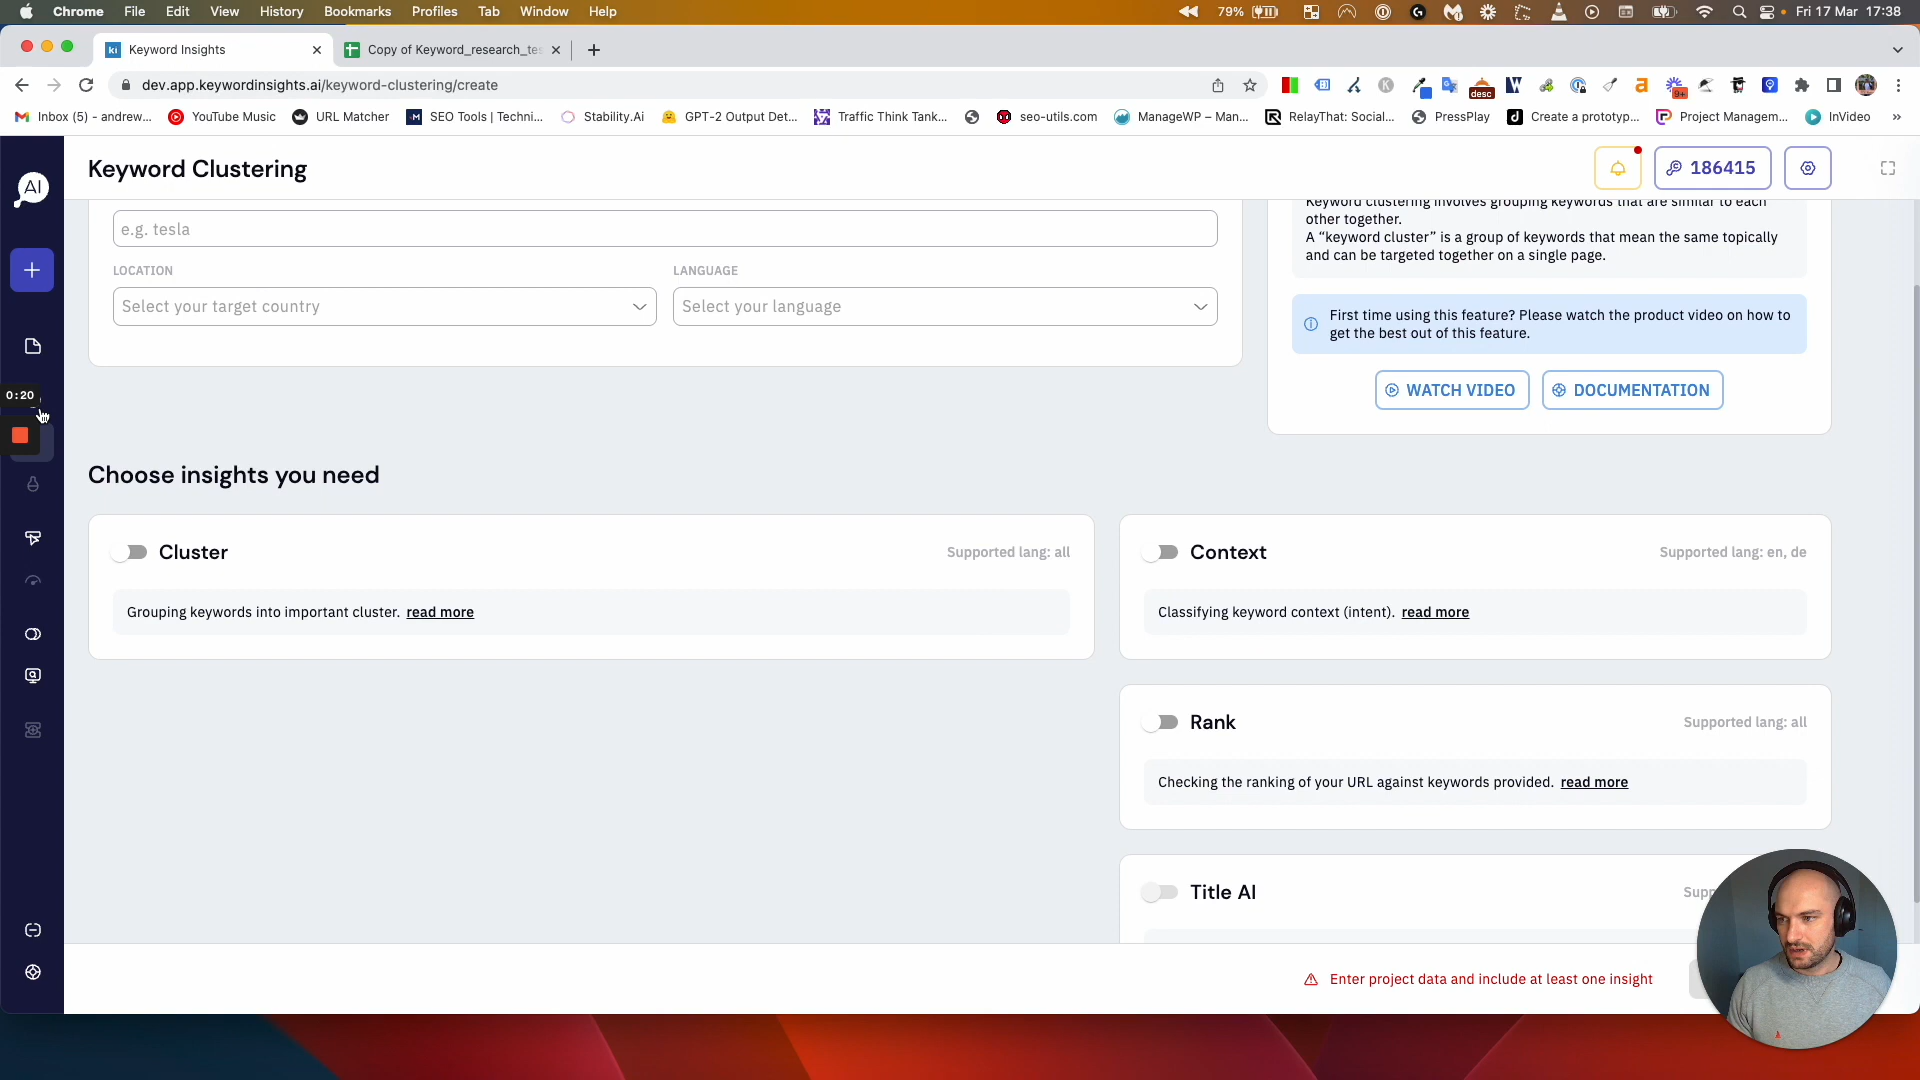 Chrome File Edit View History Bookmarks Profiles Tab Window Help 79% Fri 17 Mar 17:38
ki Keyword Insights Copy of Keyword_research_te
dev.app.keywordinsights.ai/keyword-clustering/create
desc 9+
Inbox (5) - andrew... YouTube Music URL Matcher SEO Tools | Techni... Stability.Ai GPT-2 Output Det... Traffic Think Tank... seo-utils.com ManageWP – Man... RelayThat: Social... PressPlay Create a prototyp... Project Managem... InVideo »
AI
Keyword Clustering
186415
e.g. tesla
LOCATION
LANGUAGE
Select your target country
Select your language
Keyword clustering involves grouping keywords that are similar to each
other together.
A “keyword cluster” is a group of keywords that mean the same topically
and can be targeted together on a single page.
First time using this feature? Please watch the product video on how to
get the best out of this feature.
WATCH VIDEO
DOCUMENTATION
0:20
Choose insights you need
Cluster
Supported lang: all
Grouping keywords into important cluster. read more
Context
Supported lang: en, de
Classifying keyword context (intent). read more
Rank
Supported lang: all
Checking the ranking of your URL against keywords provided. read more
Title AI
Enter project data and include at least one insight